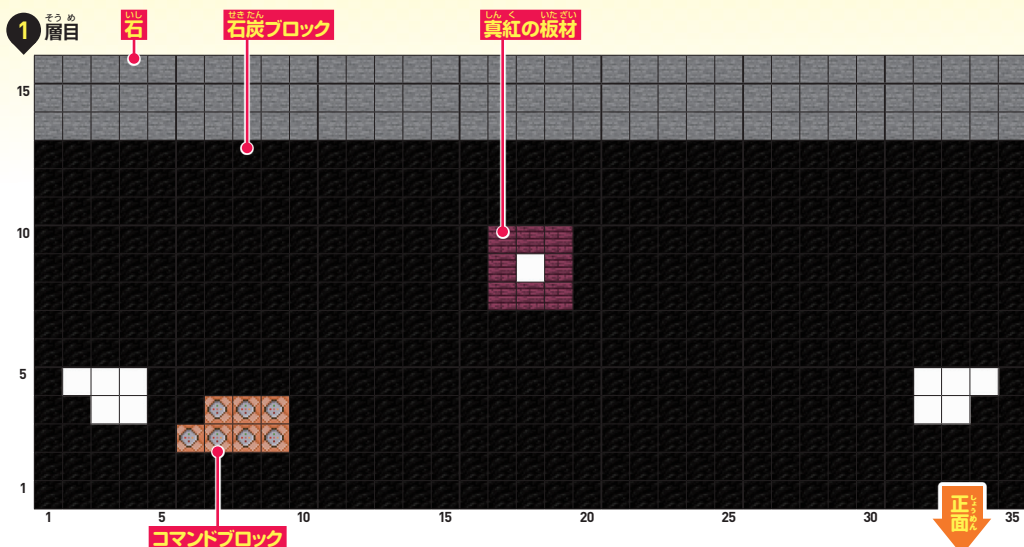 1 層目
そうめ
石
いし
石炭ブロック
せきたん
真紅の板材
しんく いたざい
15
10
5
1
1 5 10 15 20 25 30 35
コマンドブロック
正面
しょうめん